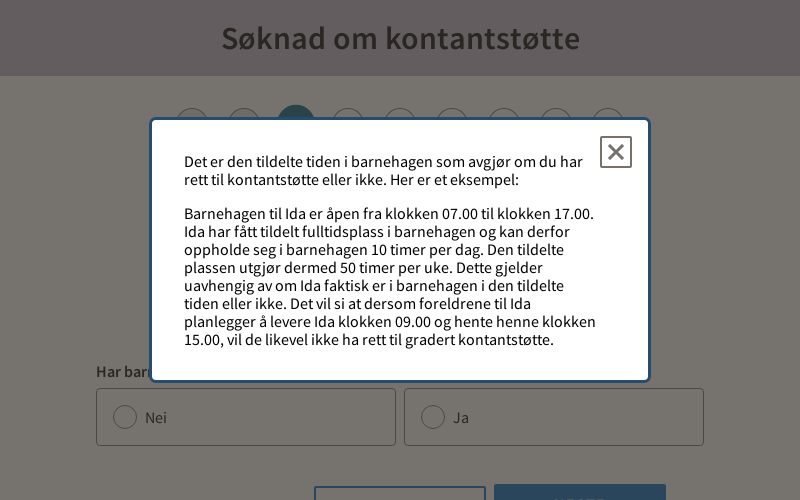 Søknad om kontantstøtte
Det er den tildelte tiden i barnehagen som avgjør om du har
rett til kontantstøtte eller ikke. Her er et eksempel:
Barnehagen til Ida er åpen fra klokken 07.00 til klokken 17.00.
Ida har fått tildelt fulltidsplass i barnehagen og kan derfor
oppholde seg i barnehagen 10 timer per dag. Den tildelte
plassen utgjør dermed 50 timer per uke. Dette gjelder
uavhengig av om Ida faktisk er i barnehagen i den tildelte
tiden eller ikke. Det vil si at dersom foreldrene til Ida
planlegger å levere Ida klokken 09.00 og hente henne klokken
15.00, vil de likevel ikke ha rett til gradert kontantstøtte.
Har
Nei
Ja